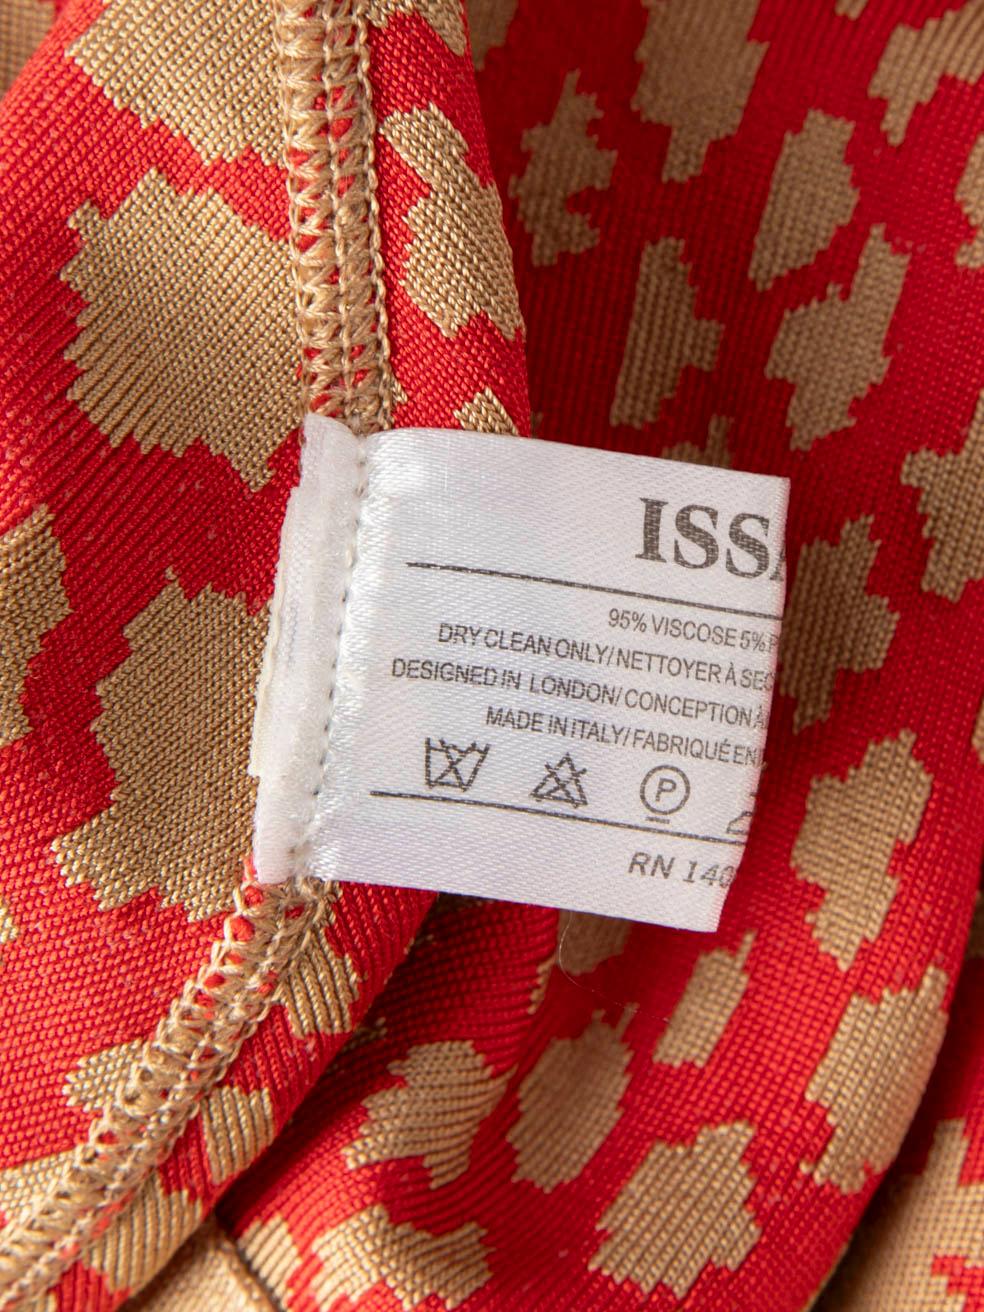 ISSA
95% VISCOSE 5%
DRY CLEAN ONLY/ NETTOYER À SEC
DESIGNED IN LONDON/ CONCEPTION À
MADE IN ITALY/ FABRIQUÉ EN
P
RN 140